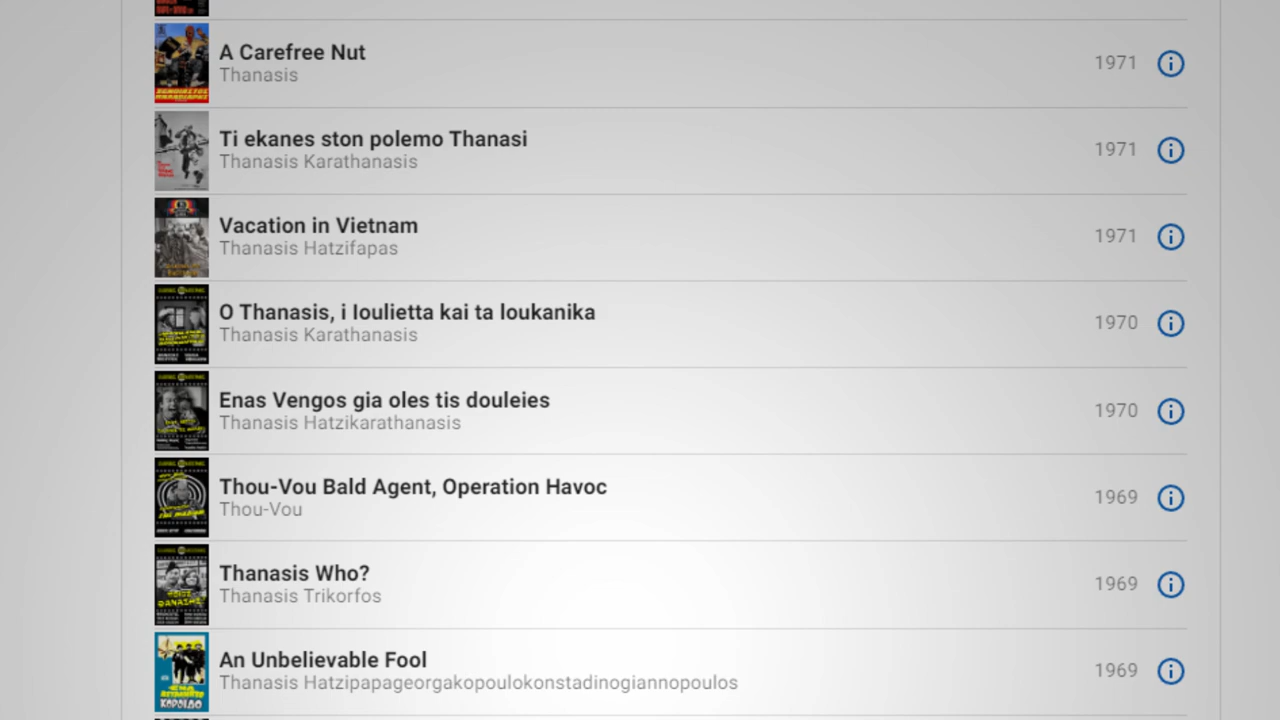 A Carefree Nut
Thanasis
1971
Ti ekanes ston polemo Thanasi
Thanasis Karathanasis
1971
Vacation in Vietnam
Thanasis Hatzifapas
1971
O Thanasis, i Ioulietta kai ta loukanika
Thanasis Karathanasis
1970
Enas Vengos gia oles tis douleies
Thanasis Hatzikarathanasis
1970
Thou-Vou Bald Agent, Operation Havoc
Thou-Vou
1969
Thanasis Who?
Thanasis Trikorfos
1969
An Unbelievable Fool
Thanasis Hatzipapageorgakopoulokonstadinogiannopoulos
1969